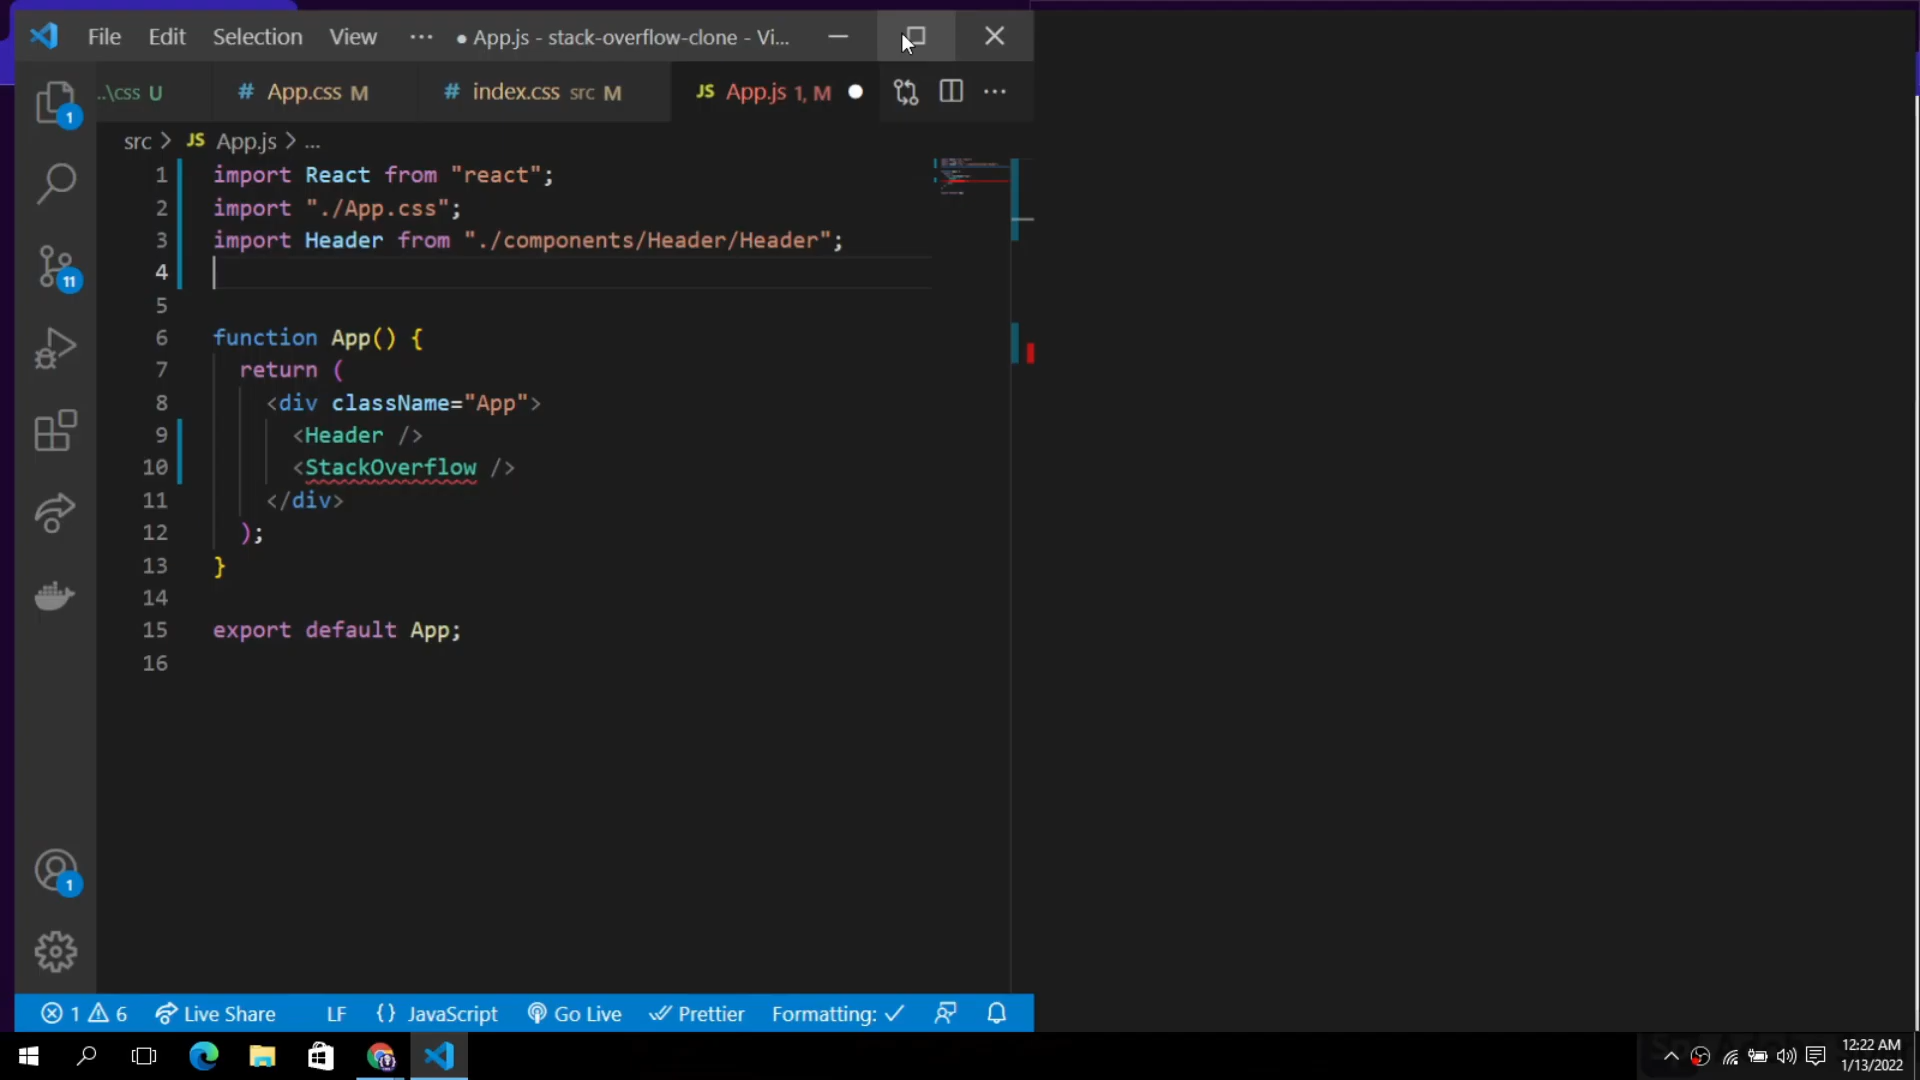 File Edit Selection View ··· ● App.js - stack-overflow-clone - Vi...
..\css U # App.css M # index.css src M JS App.js 1, M ● ···
src > JS App.js > ...
1 import React from "react";
2 import "./App.css";
3 import Header from "./components/Header/Header";
4
5
6 function App() {
7 return (
8 <div className="App">
9 <Header />
10 <StackOverflow />
11 </div>
12 );
13 }
14
15 export default App;
16
1
11
1
1 6 Live Share LF {} JavaScript Go Live Prettier Formatting: ✓
12:22 AM
1/13/2022